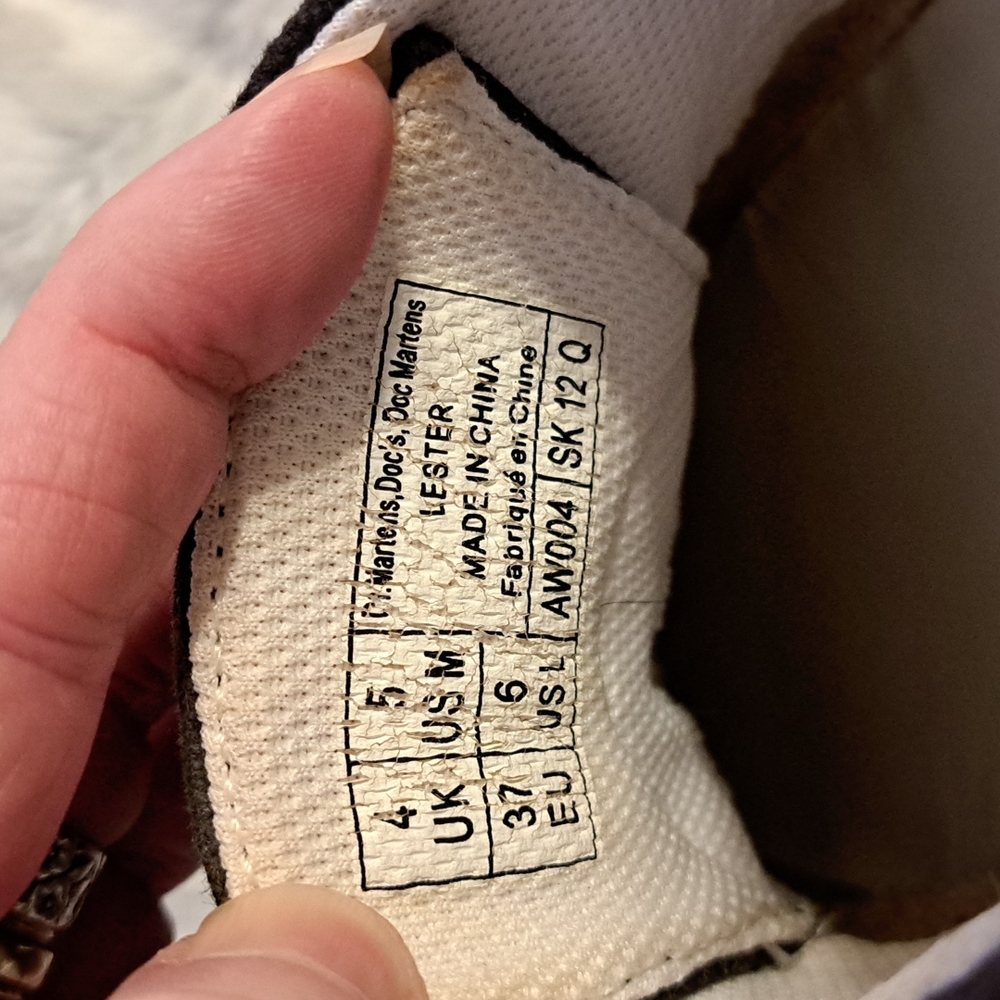 Dr. Martens, Doc's, Doc Martens
LESTER
MADE IN CHINA
Fabriqué en Chine
AW004 SK 12 Q
4 5
UK US M
37 6
EU US L